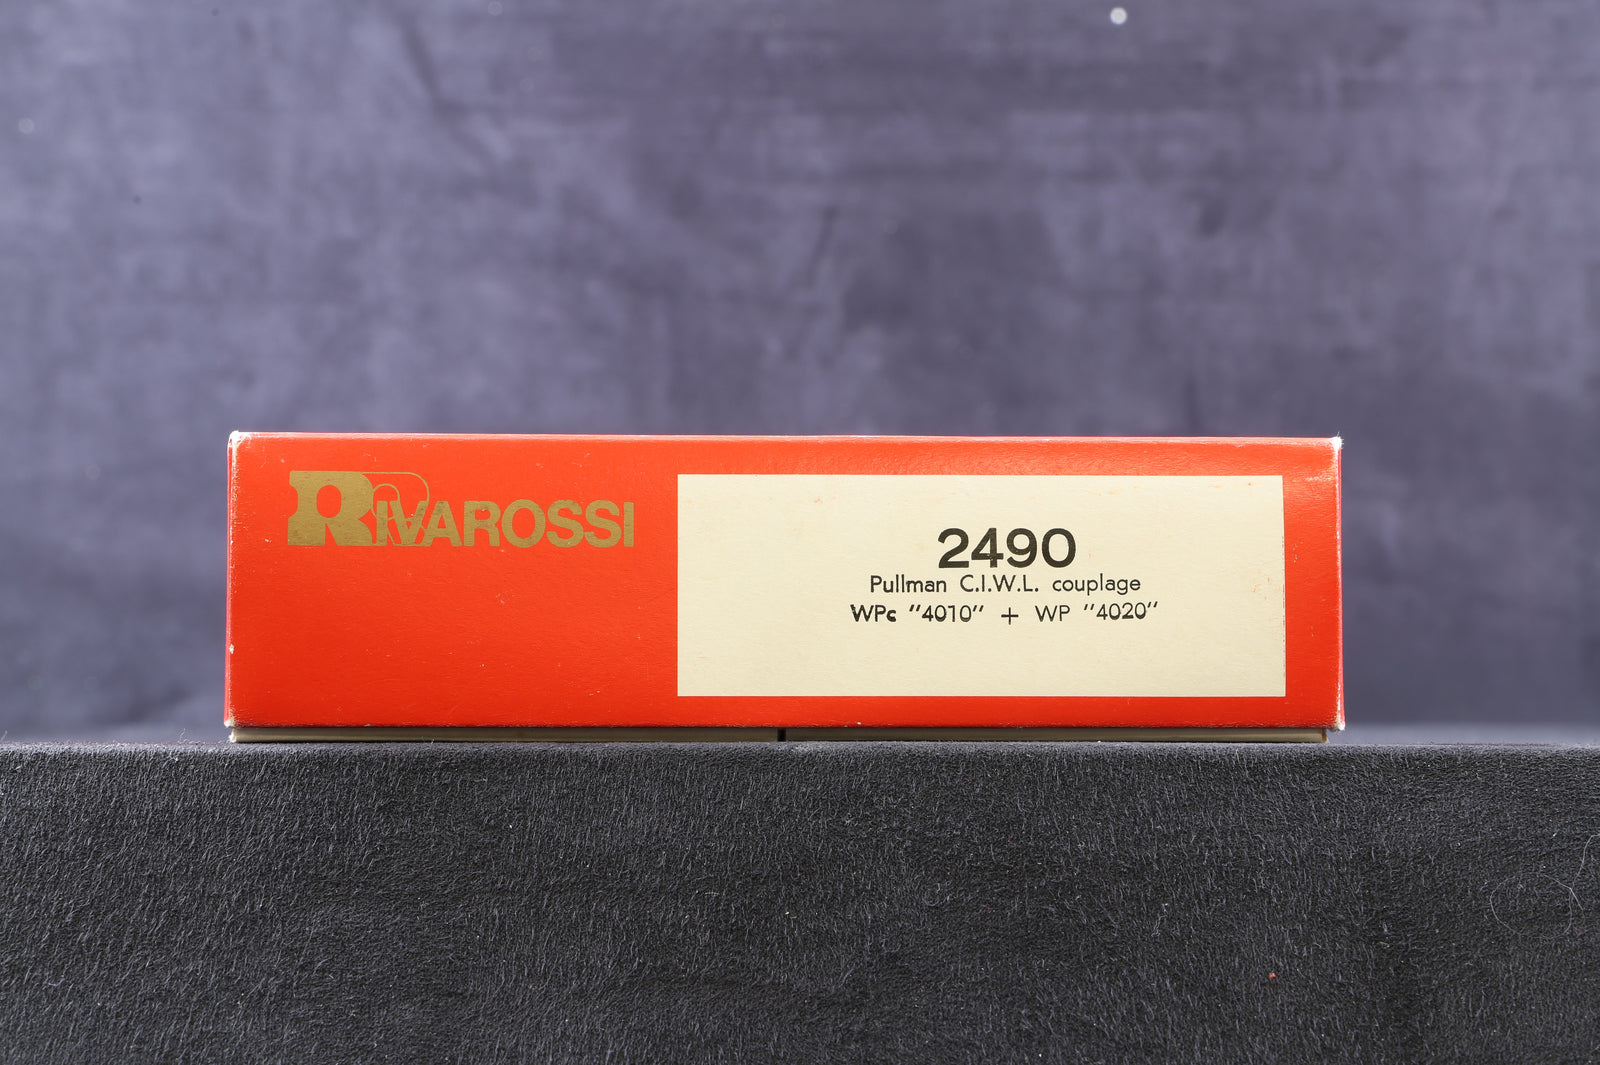 RIVAROSSI
2490
Pullman C.I.W.L. couplage
WPc "4010" + WP "4020"